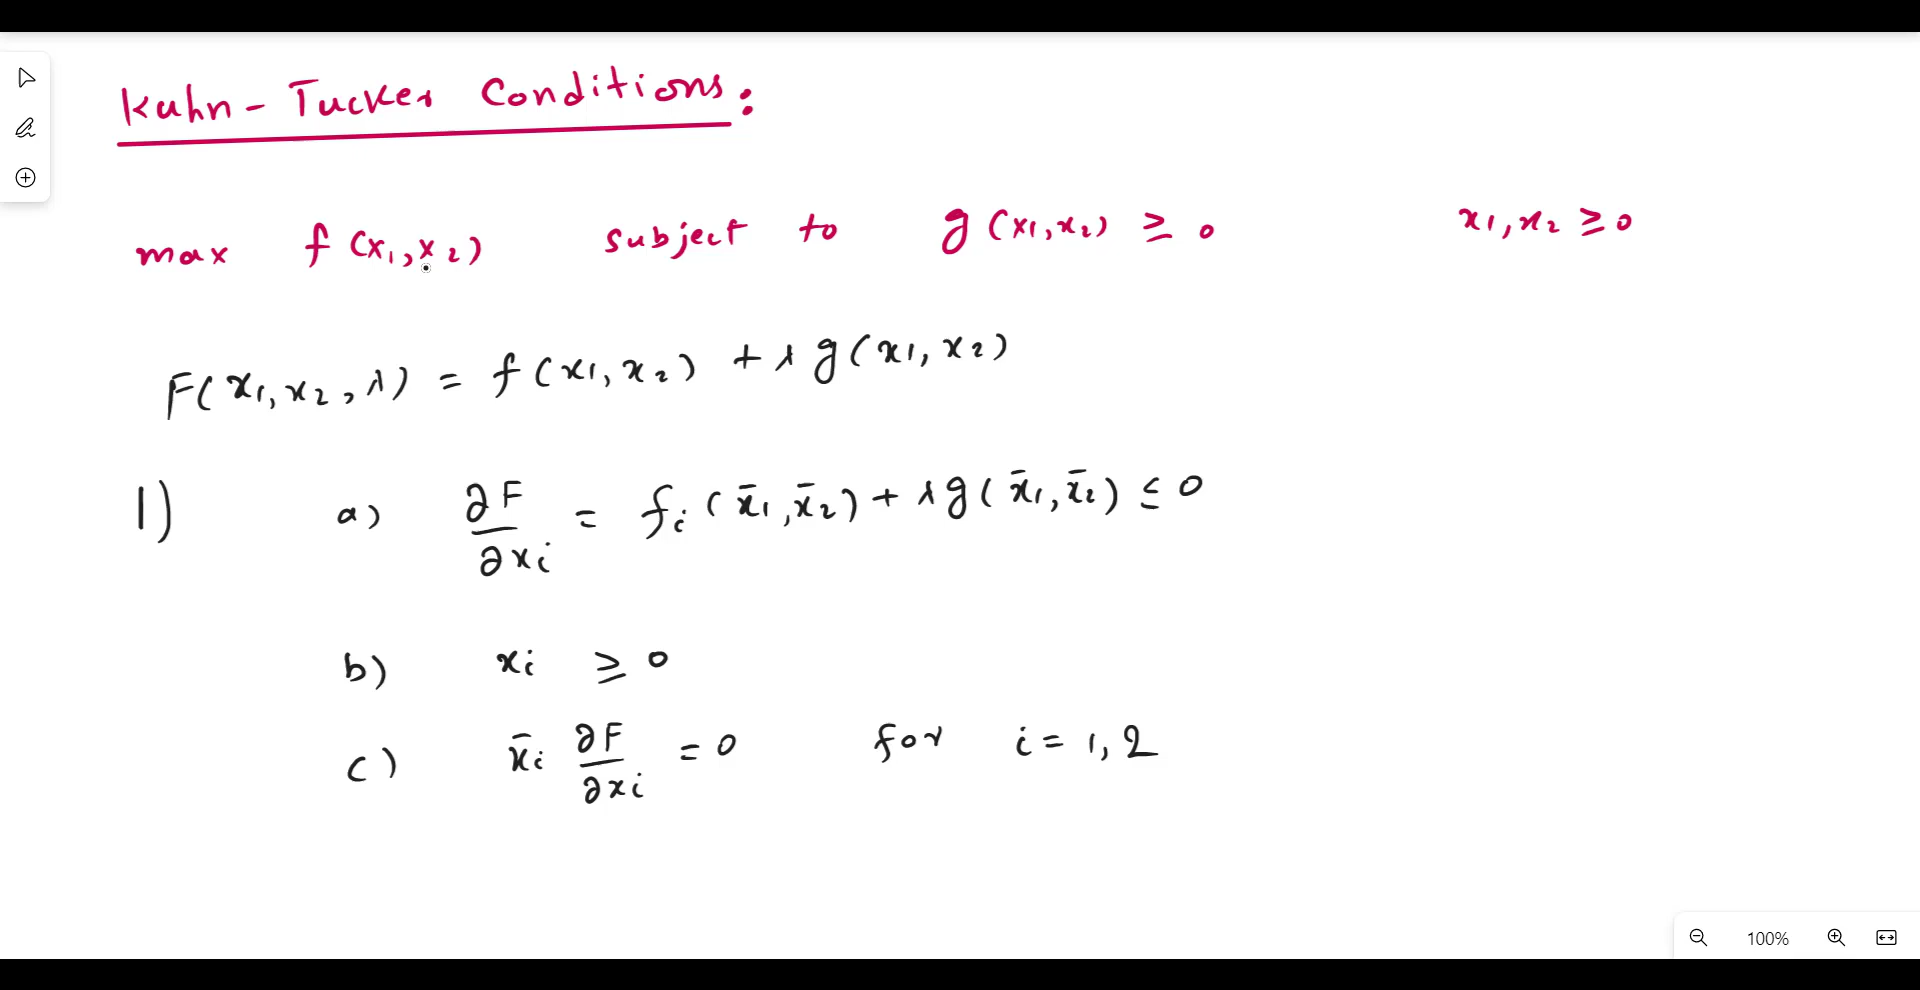 Kuhn - Tucker Conditions:
max f(x₁,x₂) subject to g(x₁,x₂) ≥ 0 x₁,x₂ ≥ 0
F(x₁,x₂,λ) = f(x₁,x₂) + λ g(x₁,x₂)
1) a) ∂F/∂xᵢ = fᵢ(x̄₁,x̄₂) + λg(x̄₁,x̄₂) ≤ 0
b) xᵢ ≥ 0
c) x̄ᵢ ∂F/∂xᵢ = 0 for i = 1, 2
100%